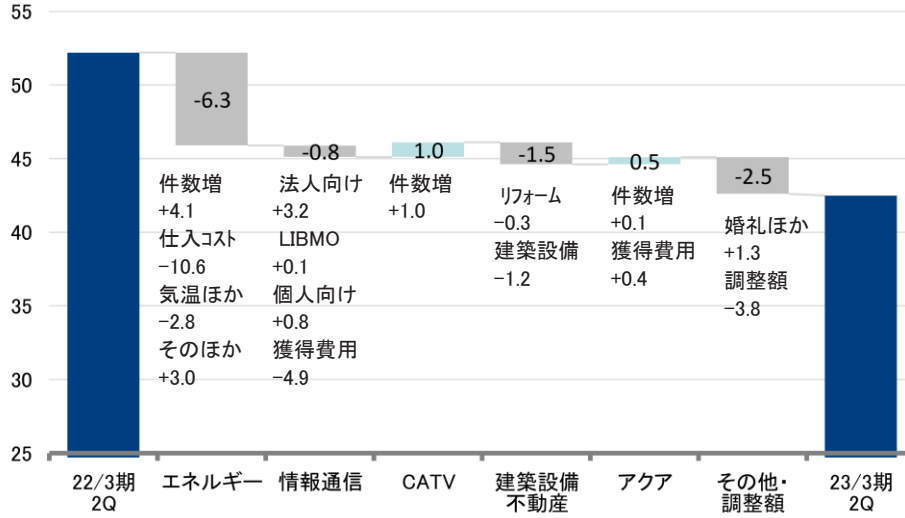 55
50
45
40
35
30
25
-6.3
-0.8
1.0
-1.5
0.5
-2.5
件数増
+4.1
仕入コスト
−10.6
気温ほか
−2.8
そのほか
+3.0
法人向け
+3.2
LIBMO
+0.1
個人向け
+0.8
獲得費用
−4.9
件数増
+1.0
リフォーム
−0.3
建築設備
−1.2
件数増
+0.1
獲得費用
+0.4
婚礼ほか
+1.3
調整額
−3.8
22/3期
2Q
エネルギー
情報通信
CATV
建築設備
不動産
アクア
その他・
調整額
23/3期
2Q